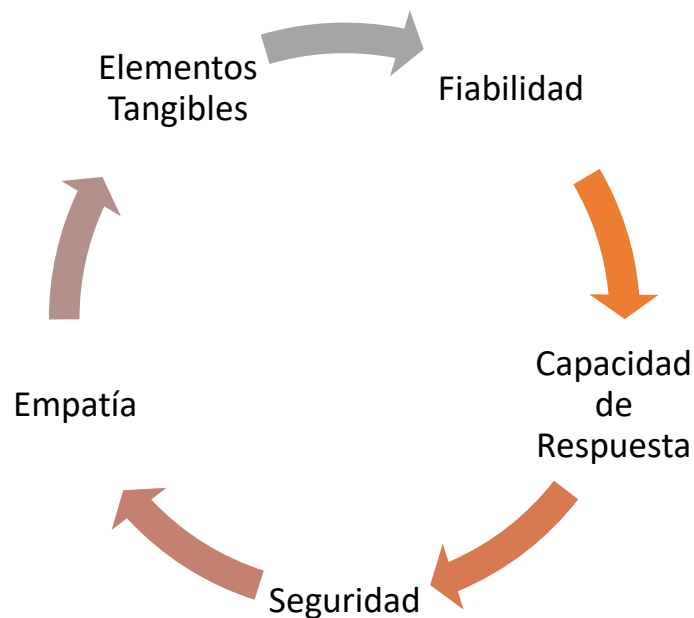 Elementos
Tangibles
Fiabilidad
Capacidad
de
Respuesta
Seguridad
Empatía